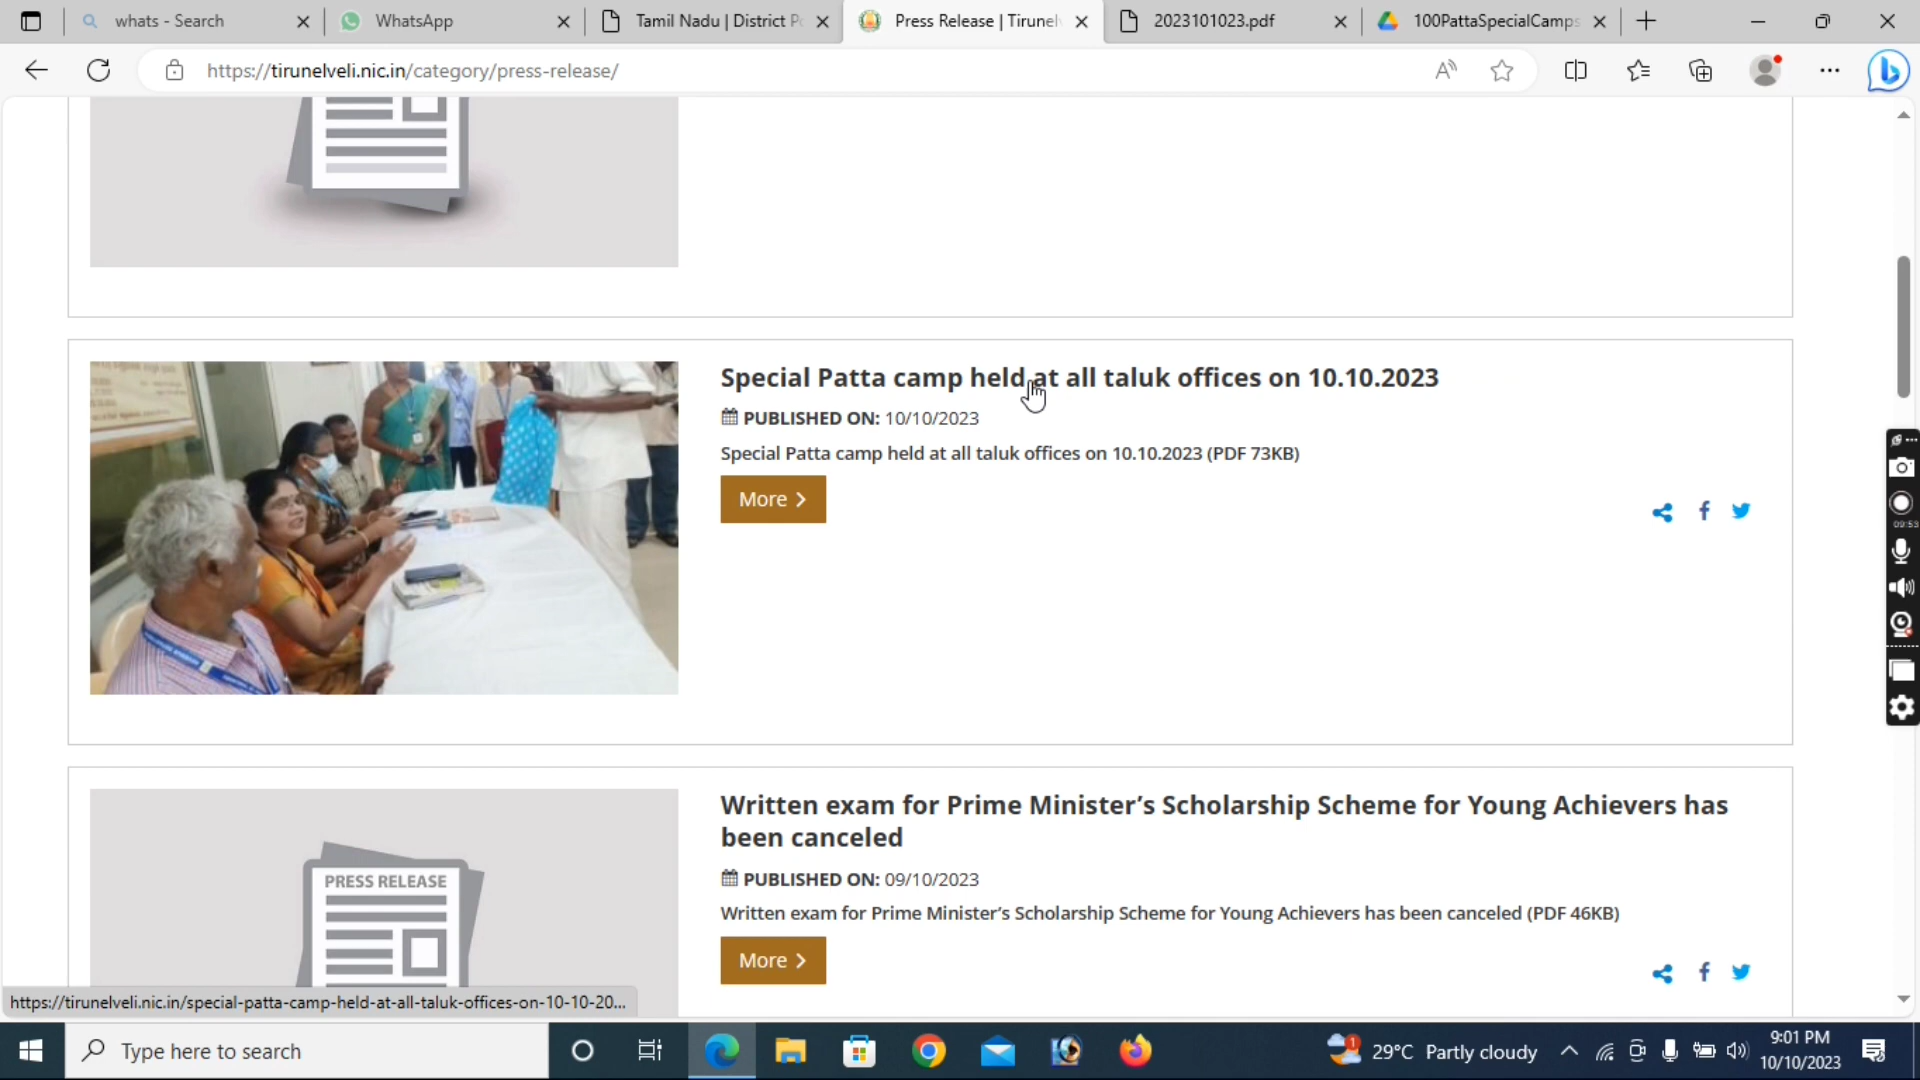 whats - Search
WhatsApp
Tamil Nadu | District P
Press Release | Tirunel
2023101023.pdf
100PattaSpecialCamps
https://tirunelveli.nic.in/category/press-release/
Special Patta camp held at all taluk offices on 10.10.2023
PUBLISHED ON: 10/10/2023
Special Patta camp held at all taluk offices on 10.10.2023 (PDF 73KB)
More >
09:53
Written exam for Prime Minister's Scholarship Scheme for Young Achievers has
been canceled
PUBLISHED ON: 09/10/2023
Written exam for Prime Minister's Scholarship Scheme for Young Achievers has been canceled (PDF 46KB)
More >
PRESS RELEASE
https://tirunelveli.nic.in/special-patta-camp-held-at-all-taluk-offices-on-10-10-20...
Type here to search
1
29°C Partly cloudy
9:01 PM
10/10/2023